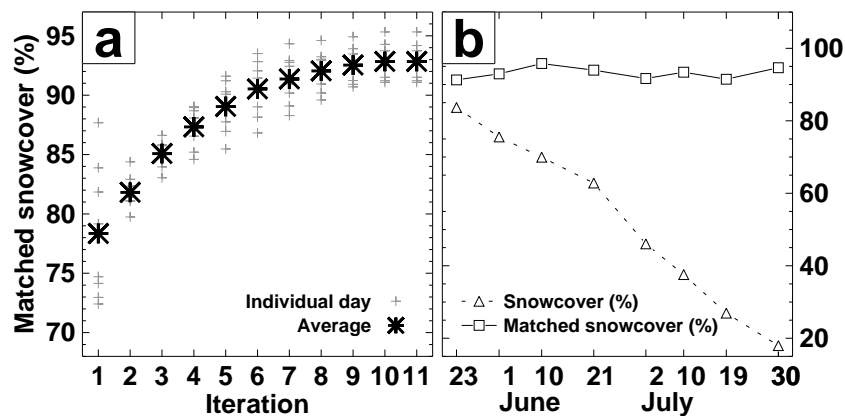 a
Matched snowcover (%)
95
90
85
80
75
70
Individual day
Average
1 2 3 4 5 6 7 8 9 10 11
Iteration
b
100
80
60
40
20
Snowcover (%)
Matched snowcover (%)
23 1 10 21 2 10 19 30
June July